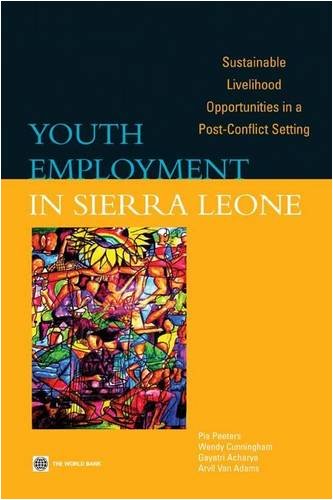 Sustainable
Livelihood
Opportunities in a
Post-Conflict Setting
YOUTH
EMPLOYMENT
IN SIERRA LEONE
Pia Peeters
Wendy Cunningham
Gayatri Acharya
Arvil Van Adams
THE WORLD BANK